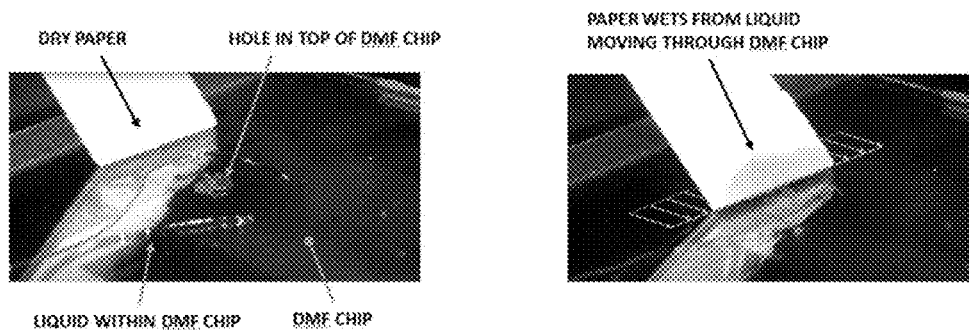 DRY PAPER
HOLE IN TOP OF DMF CHIP
LIQUID WITHIN DMF CHIP
DMF CHIP
PAPER WETS FROM LIQUID
MOVING THROUGH DMF CHIP